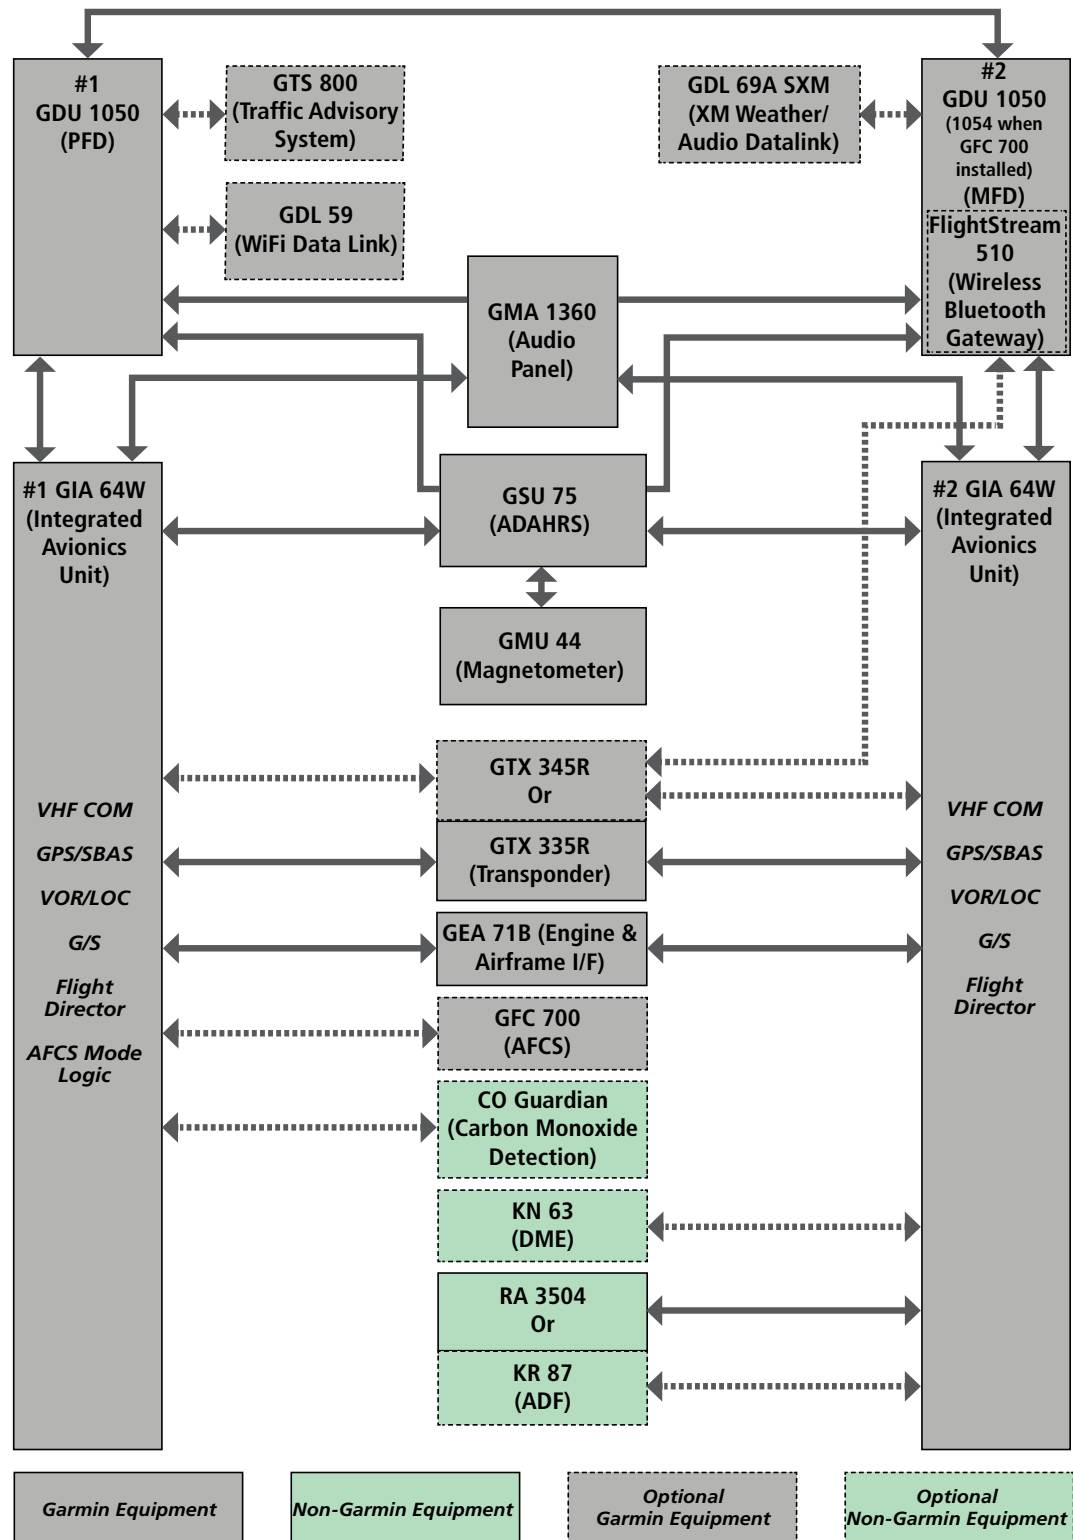 #1
GDU 1050
(PFD)
GTS 800
(Traffic Advisory
System)
GDL 59
(WiFi Data Link)
GDL 69A SXM
(XM Weather/
Audio Datalink)
#2
GDU 1050
(1054 when
GFC 700
installed)
(MFD)
FlightStream
510
(Wireless
Bluetooth
Gateway)
GMA 1360
(Audio
Panel)
#1 GIA 64W
(Integrated
Avionics
Unit)
GSU 75
(ADAHRS)
#2 GIA 64W
(Integrated
Avionics
Unit)
GMU 44
(Magnetometer)
VHF COM
GPS/SBAS
VOR/LOC
G/S
Flight
Director
AFCS Mode
Logic
GTX 345R
Or
GTX 335R
(Transponder)
GEA 71B (Engine &
Airframe I/F)
GFC 700
(AFCS)
CO Guardian
(Carbon Monoxide
Detection)
KN 63
(DME)
RA 3504
Or
KR 87
(ADF)
VHF COM
GPS/SBAS
VOR/LOC
G/S
Flight
Director
Garmin Equipment
Non-Garmin Equipment
Optional
Garmin Equipment
Optional
Non-Garmin Equipment